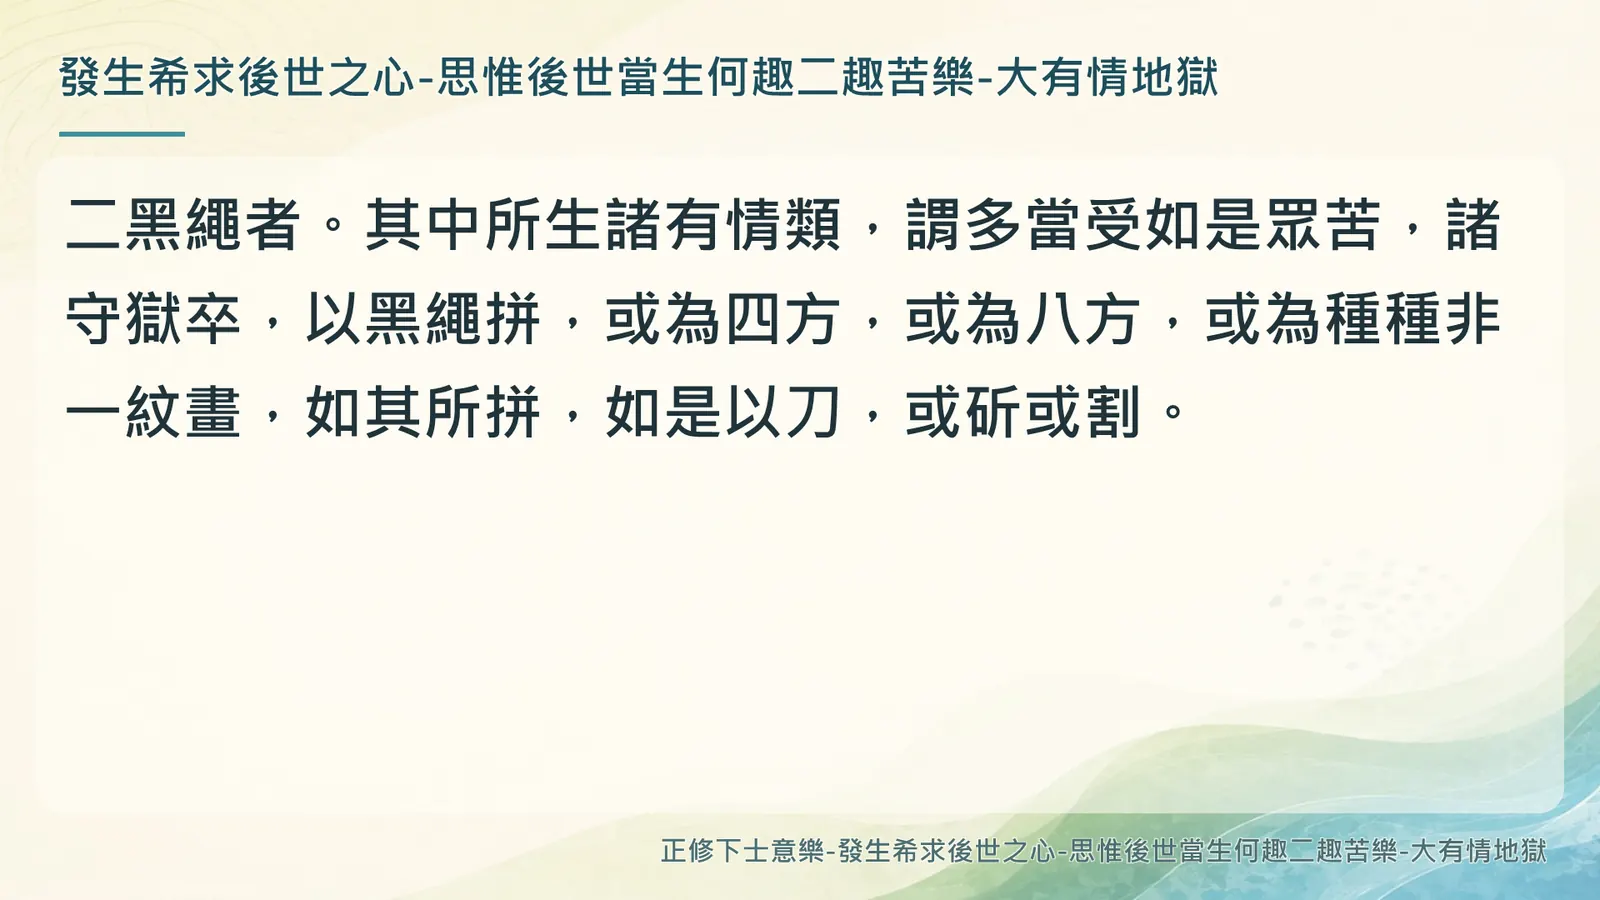 發生希求後世之心-思惟後世當生何趣二趣苦樂-大有情地獄
二黑繩者。其中所生諸有情類，謂多當受如是眾苦，諸
守獄卒，以黑繩拼，或為四方，或為八方，或為種種非
一紋畫，如其所拼，如是以刀，或斫或割。
正修下士意樂-發生希求後世之心-思惟後世當生何趣二趣苦樂-大有情地獄